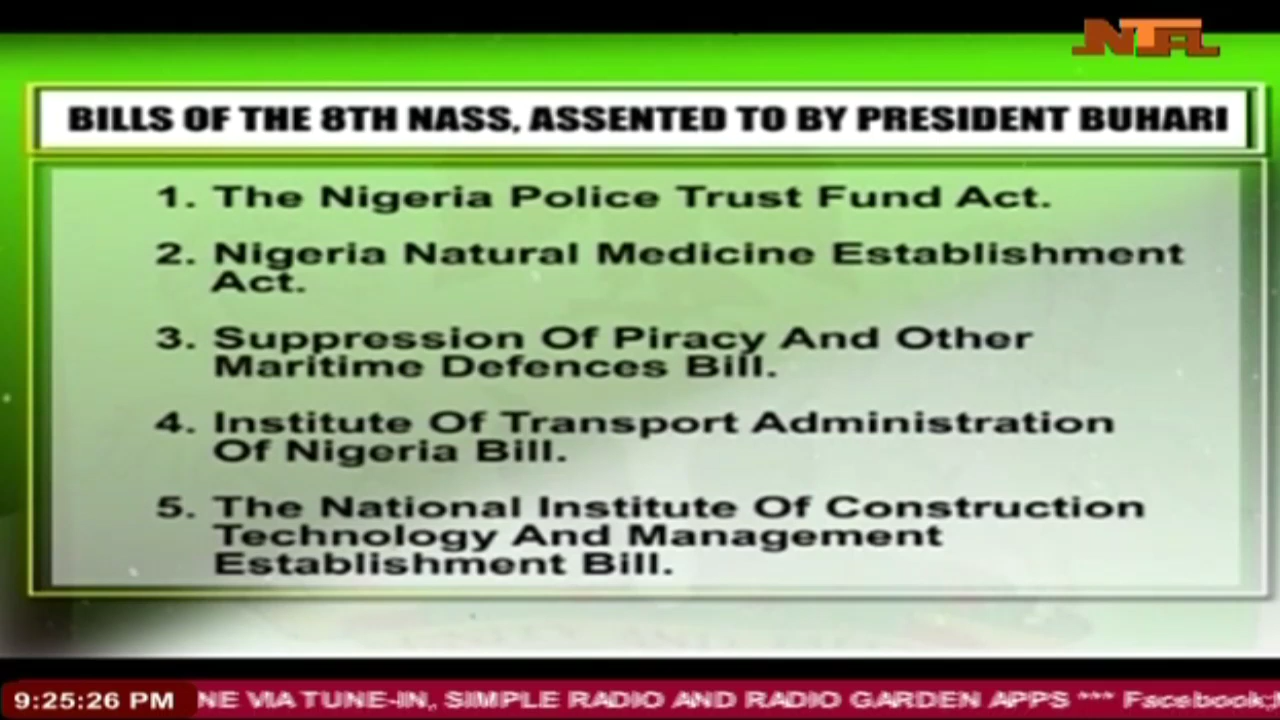 NTA
BILLS OF THE 8TH NASS, ASSENTED TO BY PRESIDENT BUHARI
1. The Nigeria Police Trust Fund Act.
2. Nigeria Natural Medicine Establishment
Act.
3. Suppression Of Piracy And Other
Maritime Defences Bill.
4. Institute Of Transport Administration
Of Nigeria Bill.
5. The National Institute Of Construction
Technology And Management
Establishment Bill.
9:25:26 PM NE VIA TUNE-IN, SIMPLE RADIO AND RADIO GARDEN APPS *** Facebook;